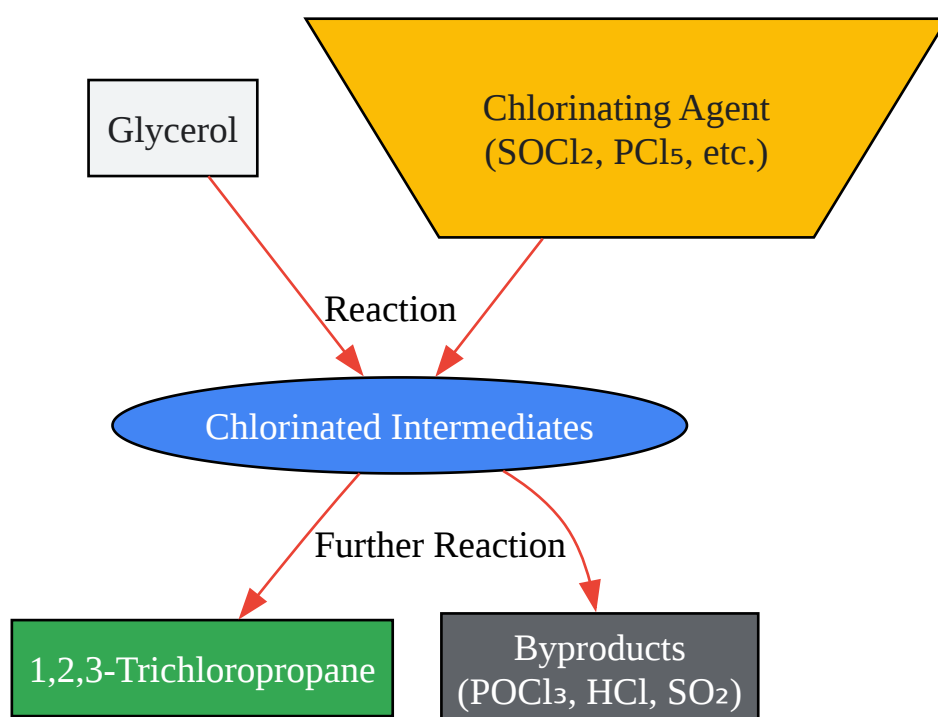 Glycerol
Chlorinating Agent
(SOCl₂, PCl₅, etc.)
Reaction
Chlorinated Intermediates
Further Reaction
1,2,3-Trichloropropane
Byproducts
(POCl₃, HCl, SO₂)